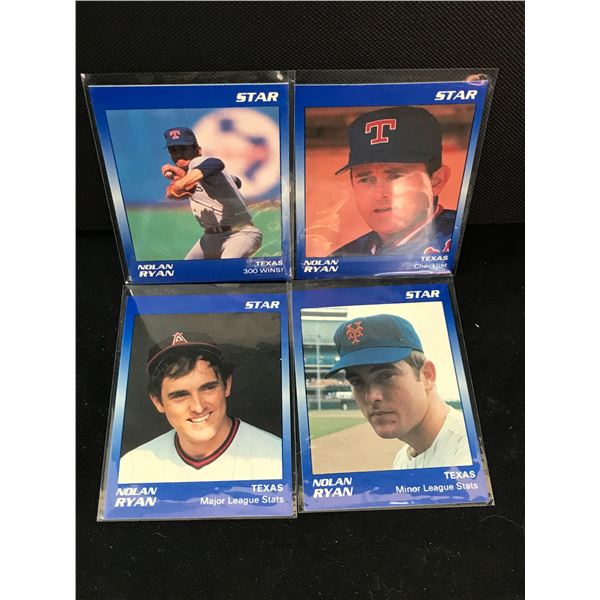 STAR
T
NOLAN
RYAN
TEXAS
300 WINS!
STAR
T
NOLAN
RYAN
TEXAS
Checklist
STAR
A
NOLAN
RYAN
TEXAS
Major League Stats
STAR
NY
NOLAN
RYAN
TEXAS
Minor League Stats